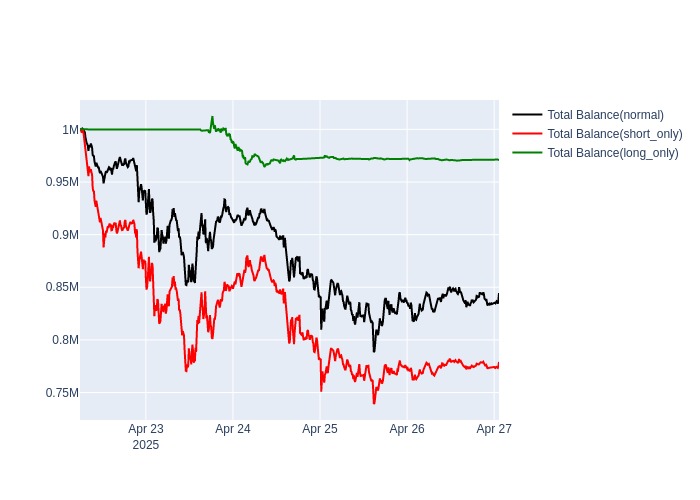 Total Balance(normal)
Total Balance(short_only)
Total Balance(long_only)
1M
0.95M
0.9M
0.85M
0.8M
0.75M
Apr 23
2025
Apr 24
Apr 25
Apr 26
Apr 27